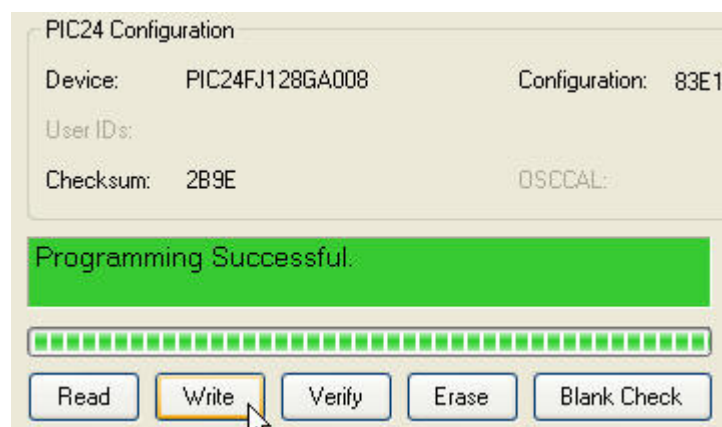 PIC24 Configuration
Device: PIC24FJ128GA008 Configuration: 83E1
User IDs:
Checksum: 2B9E OSCCAL:
Programming Successful.
Read Write Verify Erase Blank Check